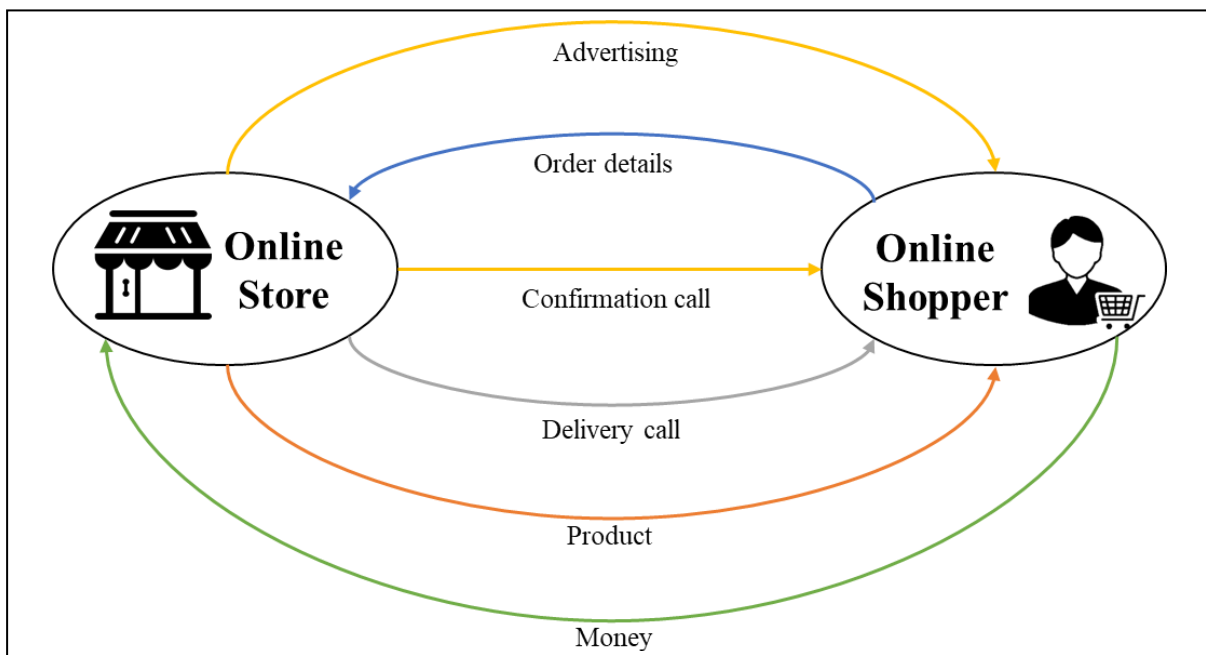 Advertising
Order details
Online
Store
Online
Shopper
Confirmation call
Delivery call
Product
Money